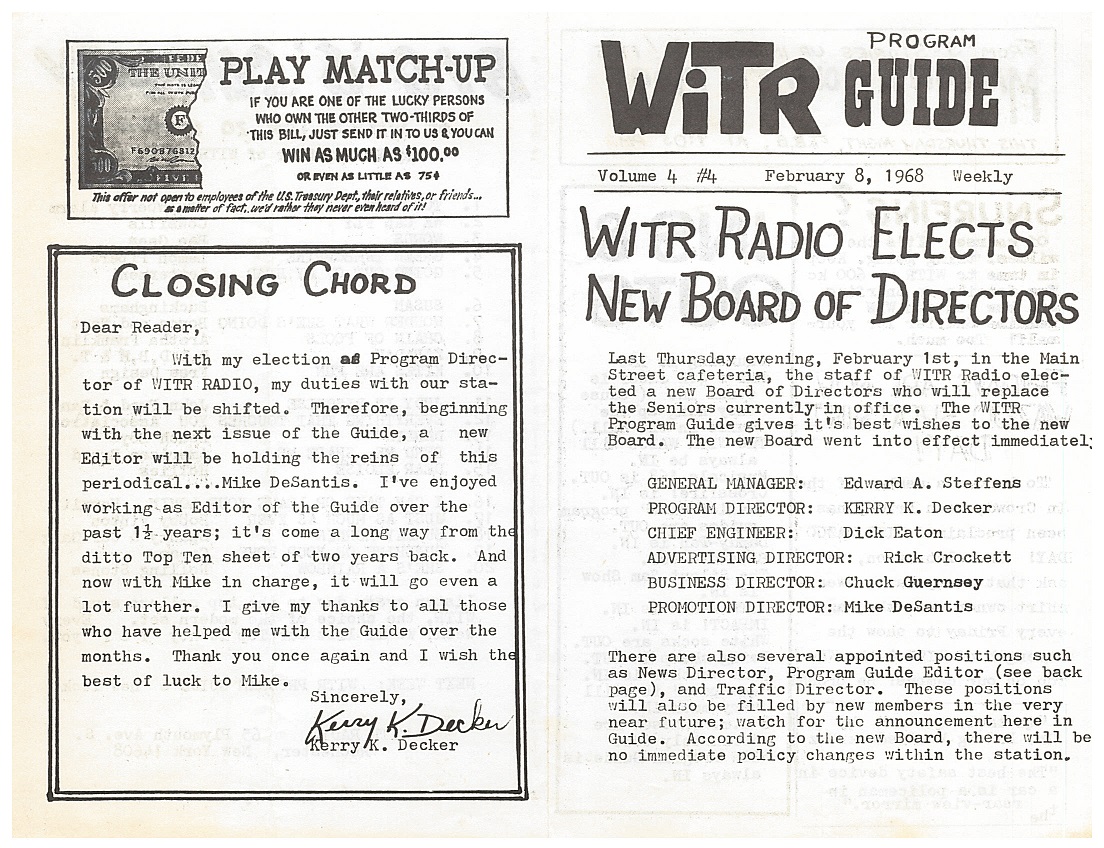 500
FEDE
THE UNIT
F
F690876812
100
FIVE
PLAY MATCH-UP
IF YOU ARE ONE OF THE LUCKY PERSONS
WHO OWN THE OTHER TWO-THIRDS OF
THIS BILL, JUST SEND IT IN TO US & YOU CAN
WIN AS MUCH AS $100.00
OR EVEN AS LITTLE AS 75¢
This offer not open to employees of the U.S. Treasury Dept., their relatives, or friends...,
as a matter of fact, we'd rather they never even heard of it!
CLOSING CHORD
Dear Reader,
With my election as Program Direc-
tor of WITR RADIO, my duties with our sta-
tion will be shifted. Therefore, beginning
with the next issue of the Guide, a new
Editor will be holding the reins of this
periodical....Mike DeSantis. I've enjoyed
working as Editor of the Guide over the
past 1½ years; it's come a long way from the
ditto Top Ten sheet of two years back. And
now with Mike in charge, it will go even a
lot further. I give my thanks to all those
who have helped me with the Guide over the
months. Thank you once again and I wish the
best of luck to Mike.
Sincerely,
Kerry K. Decker
Kerry K. Decker
PROGRAM
WiTR GUIDE
Volume 4 #4 February 8, 1968 Weekly
WITR RADIO ELECTS
NEW BOARD OF DIRECTORS
Last Thursday evening, February 1st, in the Main
Street cafeteria, the staff of WITR Radio elec-
ted a new Board of Directors who will replace
the Seniors currently in office. The WITR
Program Guide gives it's best wishes to the new
Board. The new Board went into effect immediately
GENERAL MANAGER: Edward A. Steffens
PROGRAM DIRECTOR: KERRY K. Decker
CHIEF ENGINEER: Dick Eaton
ADVERTISING DIRECTOR: Rick Crockett
BUSINESS DIRECTOR: Chuck Guernsey
PROMOTION DIRECTOR: Mike DeSantis
There are also several appointed positions such
as News Director, Program Guide Editor (see back
page), and Traffic Director. These positions
will also be filled by new members in the very
near future; watch for the announcement here in
Guide. According to the new Board, there will be
no immediate policy changes within the station.